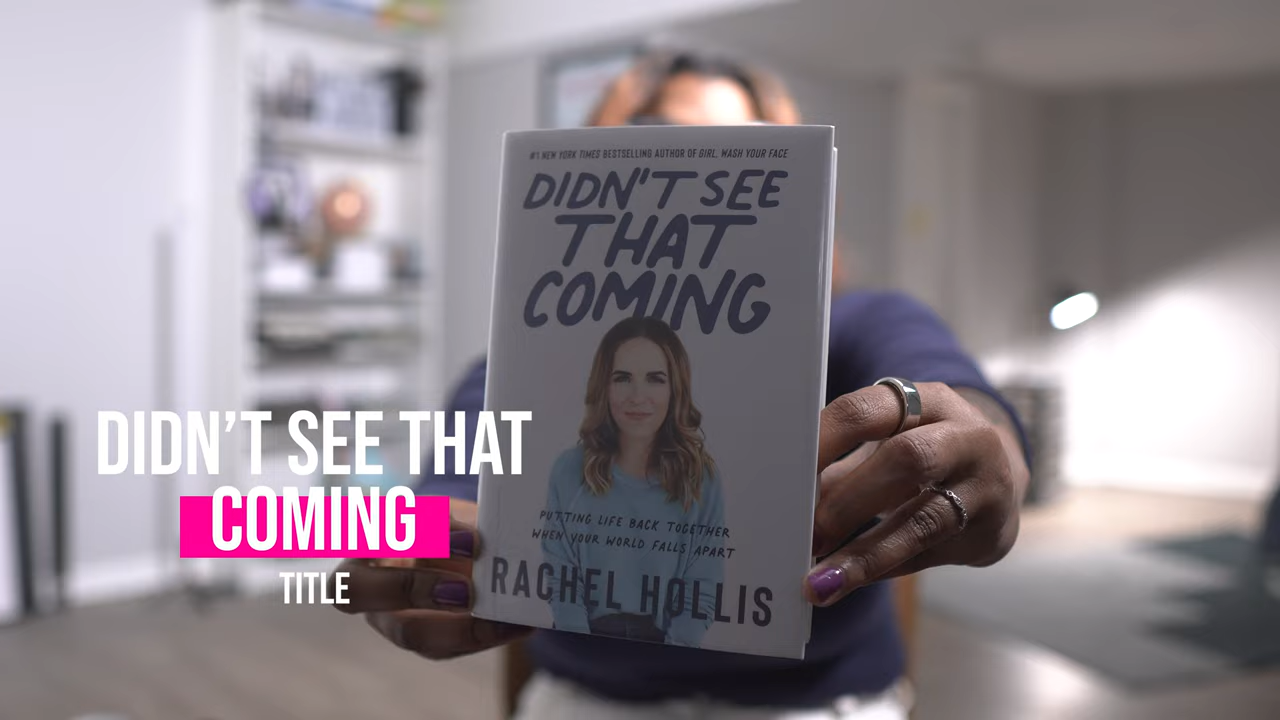 #1 NEW YORK TIMES BESTSELLING AUTHOR OF GIRL, WASH YOUR FACE
DIDN'T SEE
THAT
COMING
PUTTING LIFE BACK TOGETHER
WHEN YOUR WORLD FALLS APART
RACHEL HOLLIS
DIDN’T SEE THAT
COMING
TITLE